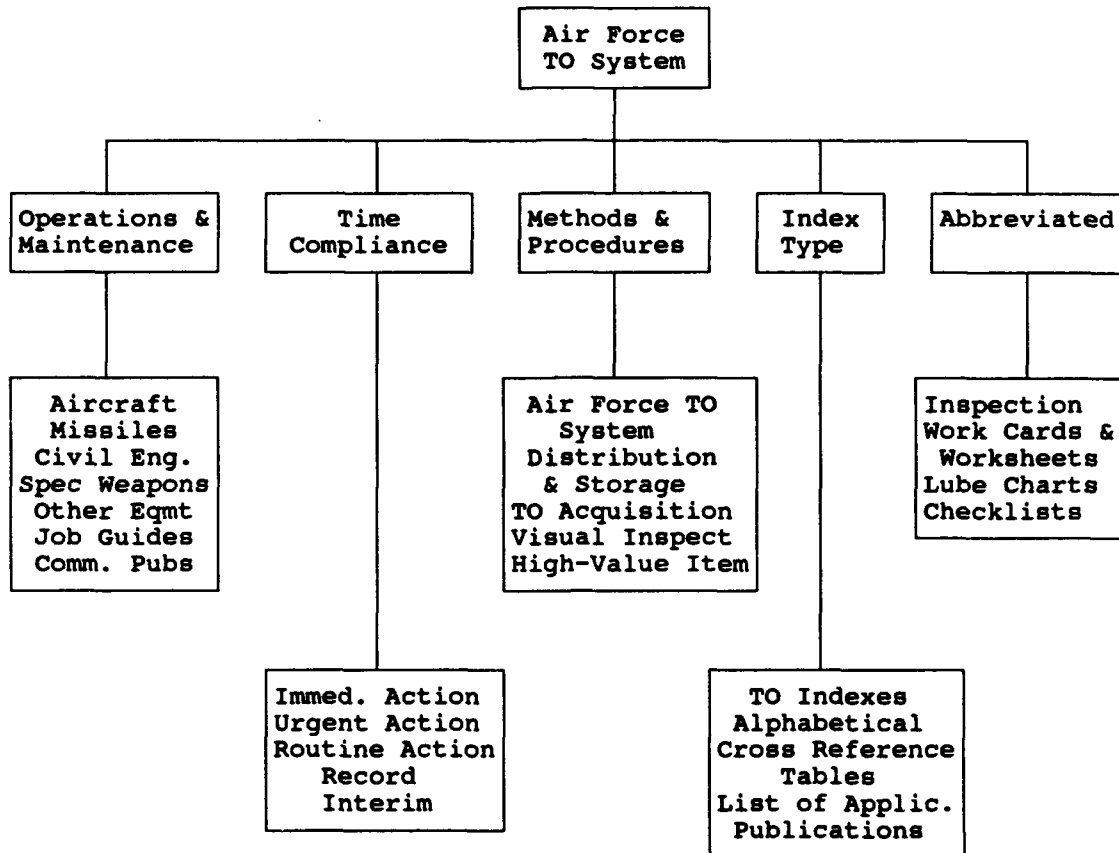 Air Force
TO System
Operations &
Maintenance
Time
Compliance
Methods &
Procedures
Index
Type
Abbreviated
Aircraft
Missiles
Civil Eng.
Spec Weapons
Other Eqmt
Job Guides
Comm. Pubs
Air Force TO
System
Distribution
& Storage
TO Acquisition
Visual Inspect
High-Value Item
Inspection
Work Cards &
Worksheets
Lube Charts
Checklists
Immed. Action
Urgent Action
Routine Action
Record
Interim
TO Indexes
Alphabetical
Cross Reference
Tables
List of Applic.
Publications